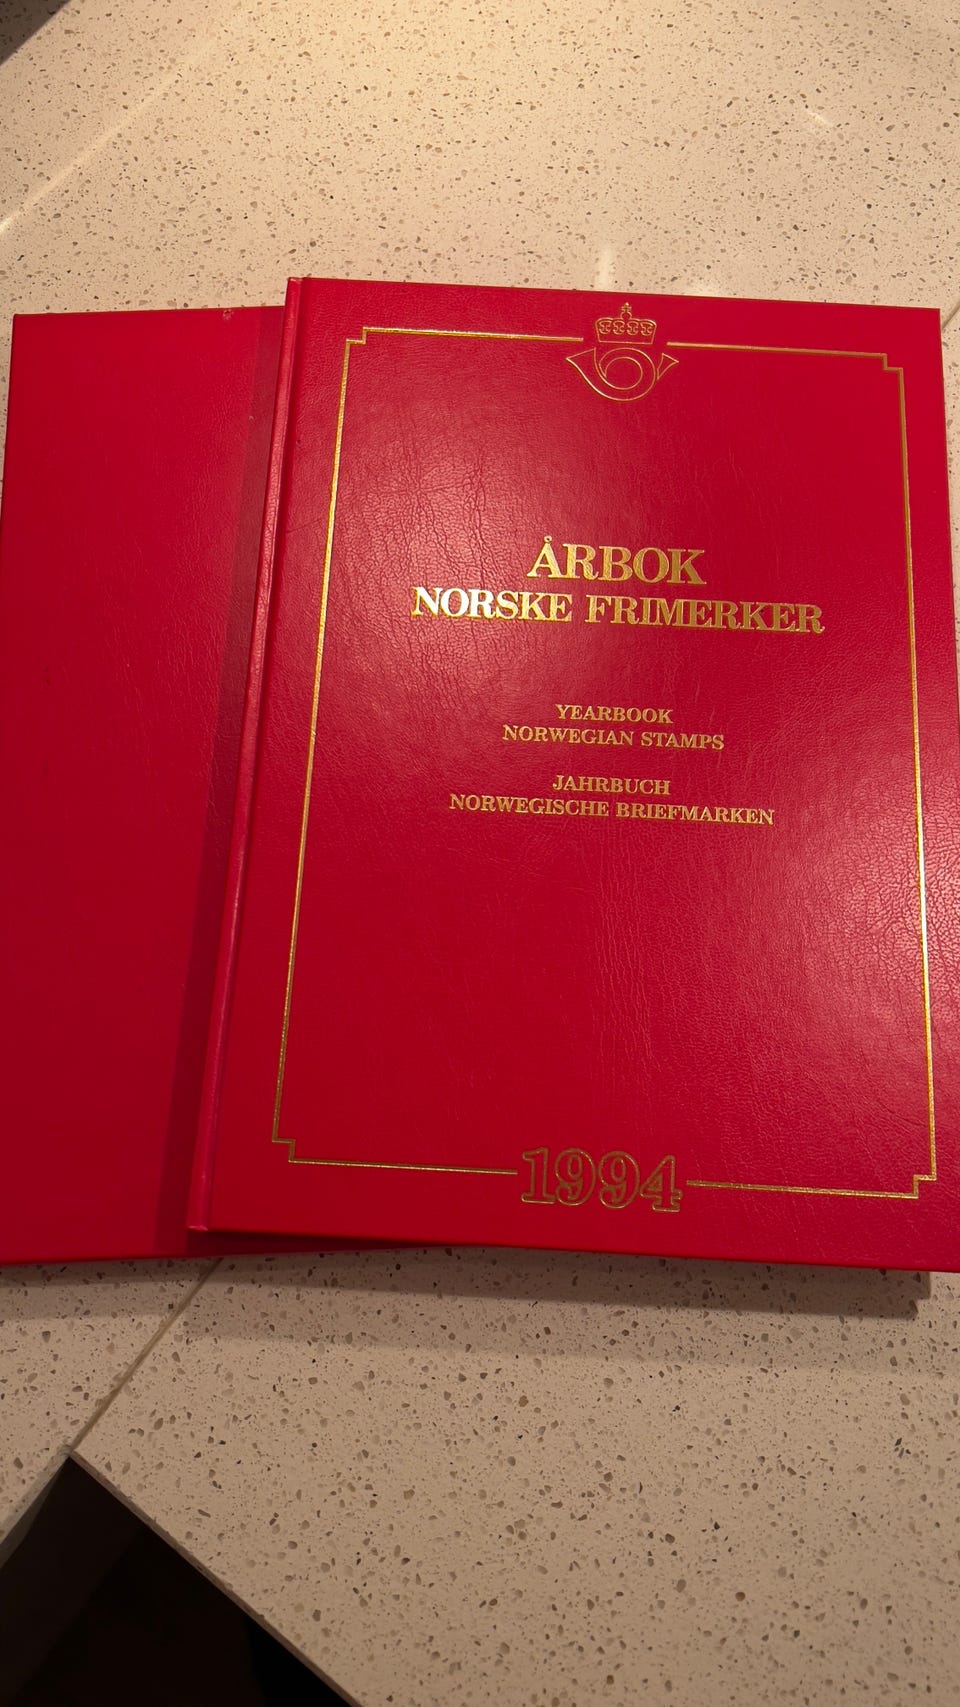 ÅRBOK
NORSKE FRIMERKER
YEARBOOK
NORWEGIAN STAMPS
JAHRBUCH
NORWEGISCHE BRIEFMARKEN
1994